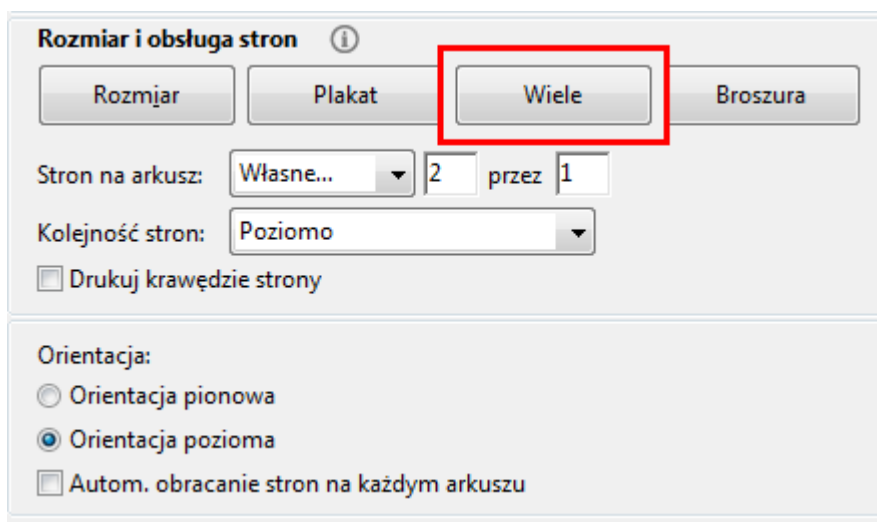 Rozmiar i obsługa stron
Rozmiar Plakat Wiele Broszura
Stron na arkusz: Własne... 2 przez 1
Kolejność stron: Poziomo
Drukuj krawędzie strony
Orientacja:
Orientacja pionowa
Orientacja pozioma
Autom. obracanie stron na każdym arkuszu